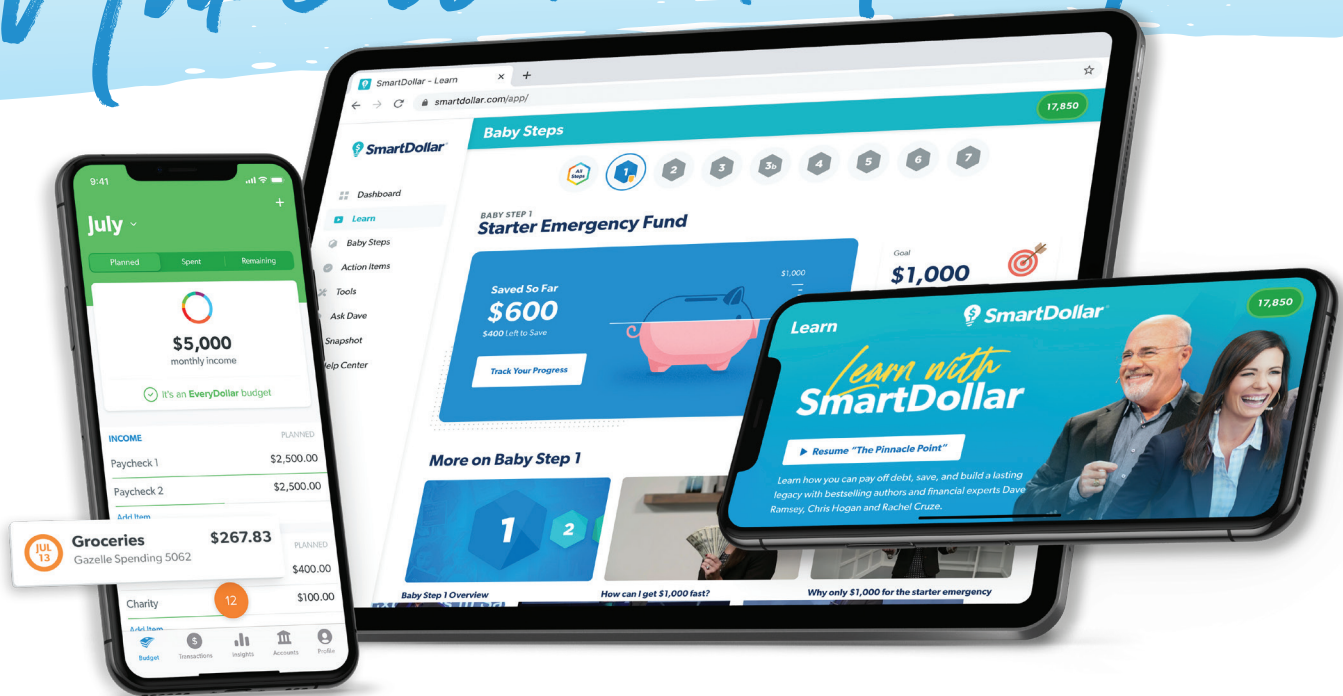 9:41
July
Planned Spent Remaining
$5,000
monthly income
It's an EveryDollar budget
INCOME PLANNED
Paycheck 1 $2,500.00
Paycheck 2 $2,500.00
Add Item
JUL
13
Groceries $267.83
Gazelle Spending 5062
PLANNED
$400.00
Charity $100.00
12
Add Item
Budget Transactions Insights Accounts Profile
SmartDollar - Learn × +
smartdollar.com/app/
SmartDollar
Dashboard
Learn
Baby Steps
Action Items
Tools
Ask Dave
Snapshot
elp Center
Baby Steps
17,850
All
Steps
1 2 3 3b 4 5 6 7
BABY STEP 1
Starter Emergency Fund
Saved So Far
$600
$400 Left to Save
Track Your Progress
$1,000
Goal
$1,000
More on Baby Step 1
1 2
Baby Step 1 Overview
How can I get $1,000 fast?
Why only $1,000 for the starter emergency
Learn
SmartDollar
17,850
Learn with
SmartDollar
Resume "The Pinnacle Point"
Learn how you can pay off debt, save, and build a lasting
legacy with bestselling authors and financial experts Dave
Ramsey, Chris Hogan and Rachel Cruze.